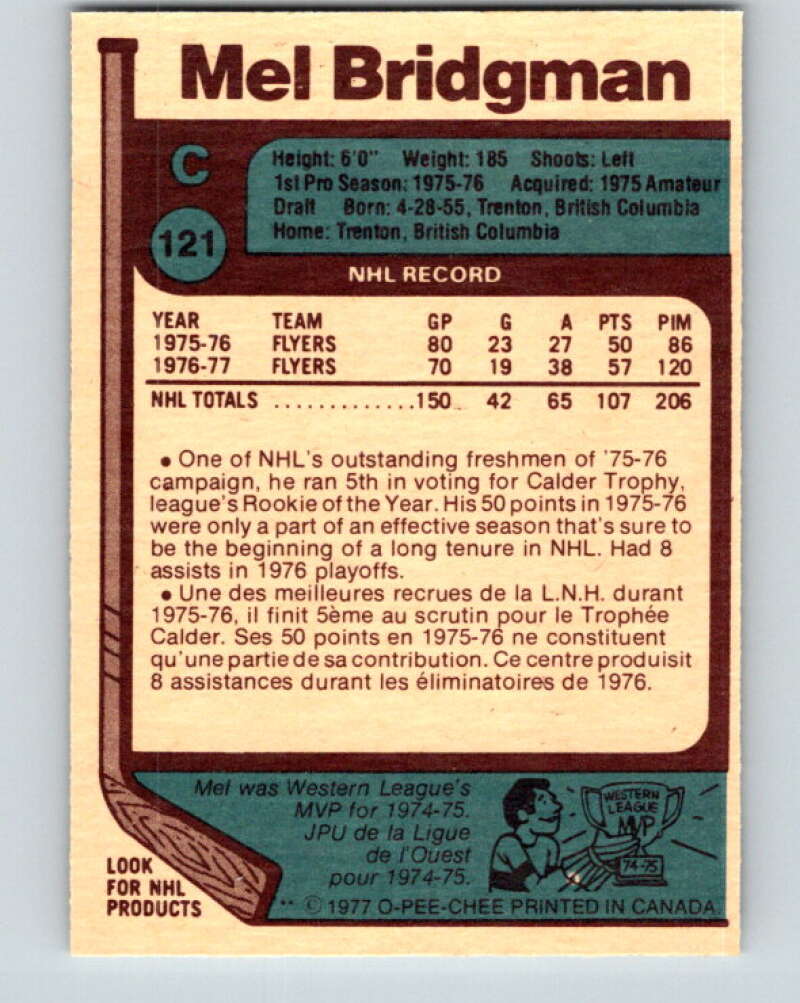 Mel Bridgman
C
121
Height: 6'0" Weight: 185 Shoots: Left
1st Pro Season: 1975-76 Acquired: 1975 Amateur
Draft Born: 4-28-55, Trenton, British Columbia
Home: Trenton, British Columbia
NHL RECORD
YEAR TEAM GP G A PTS PIM
1975-76 FLYERS 80 23 27 50 86
1976-77 FLYERS 70 19 38 57 120
NHL TOTALS ..............150 42 65 107 206
• One of NHL's outstanding freshmen of '75-76
campaign, he ran 5th in voting for Calder Trophy,
league's Rookie of the Year. His 50 points in 1975-76
were only a part of an effective season that's sure to
be the beginning of a long tenure in NHL. Had 8
assists in 1976 playoffs.
• Une des meilleures recrues de la L.N.H. durant
1975-76, il finit 5ème au scrutin pour le Trophée
Calder. Ses 50 points en 1975-76 ne constituent
qu'une partie de sa contribution. Ce centre produisit
8 assistances durant les éliminatoires de 1976.
Mel was Western League's
MVP for 1974-75.
JPU de la Ligue
de l'Ouest
pour 1974-75.
WESTERN
LEAGUE
MVP
74-75
LOOK
FOR NHL
PRODUCTS
** © 1977 O-PEE-CHEE PRINTED IN CANADA